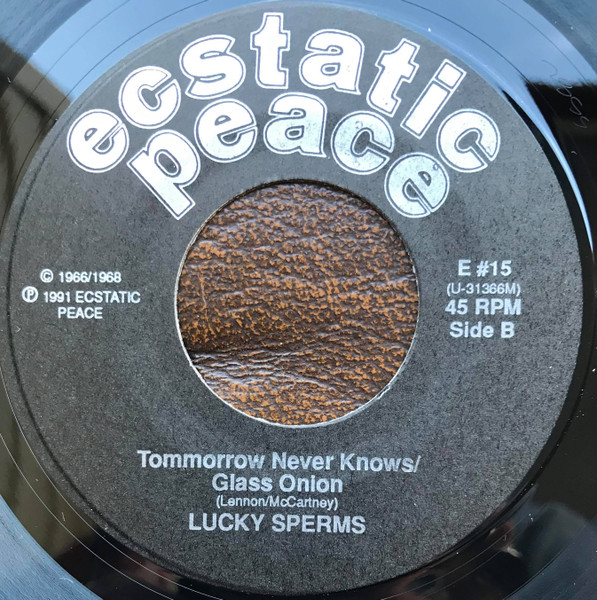 ecstatic
peace
© 1966/1968
℗ 1991 ECSTATIC
PEACE
E #15
(U-31366M)
45 RPM
Side B
Tommorrow Never Knows/
Glass Onion
(Lennon/McCartney)
LUCKY SPERMS